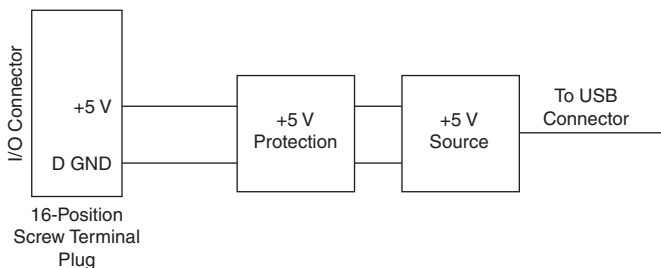 I/O Connector
+5 V
D GND
16-Position
Screw Terminal
Plug
+5 V
Protection
+5 V
Source
To USB
Connector